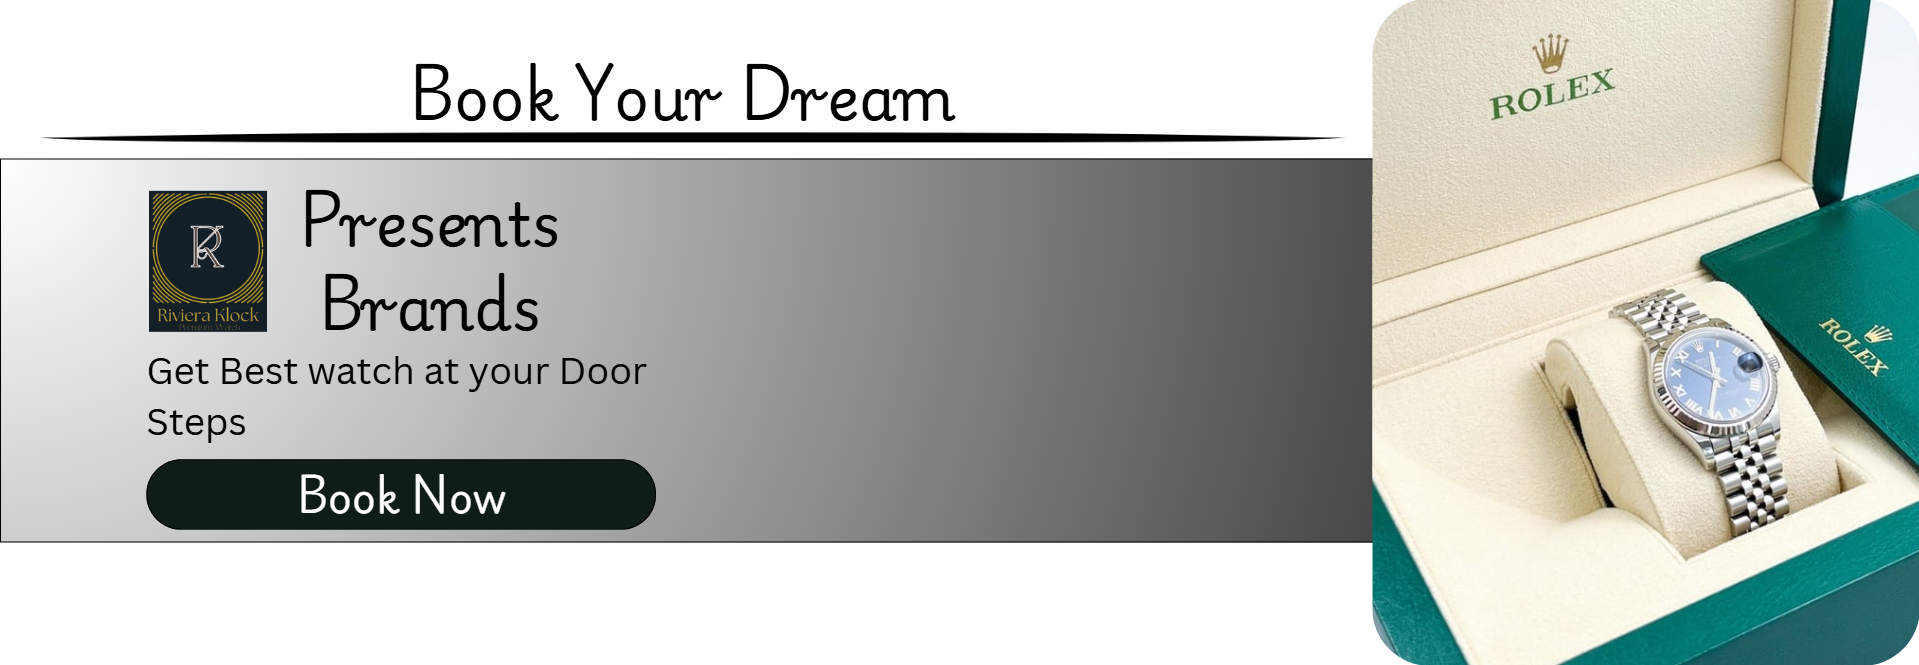 Book Your Dream
Presents
Brands
Riviera Klock
Premium Watch
Get Best watch at your Door
Steps
Book Now
ROLEX
ROLEX